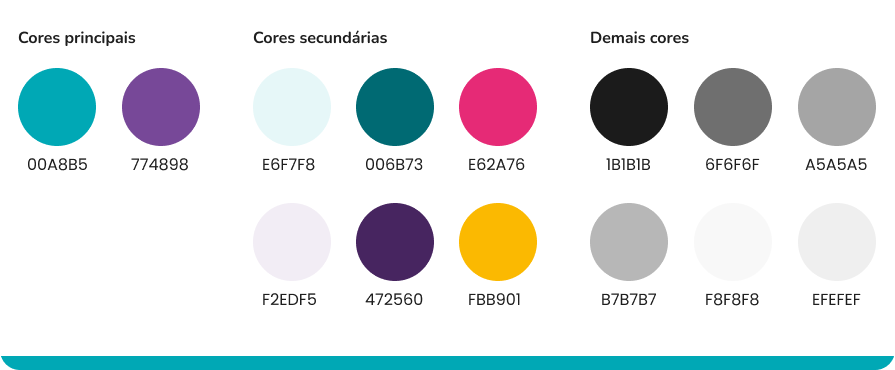 Cores principais
00A8B5 774898
Cores secundárias
E6F7F8 006B73 E62A76
F2EDF5 472560 FBB901
Demais cores
1B1B1B 6F6F6F A5A5A5
B7B7B7 F8F8F8 EFEFEF